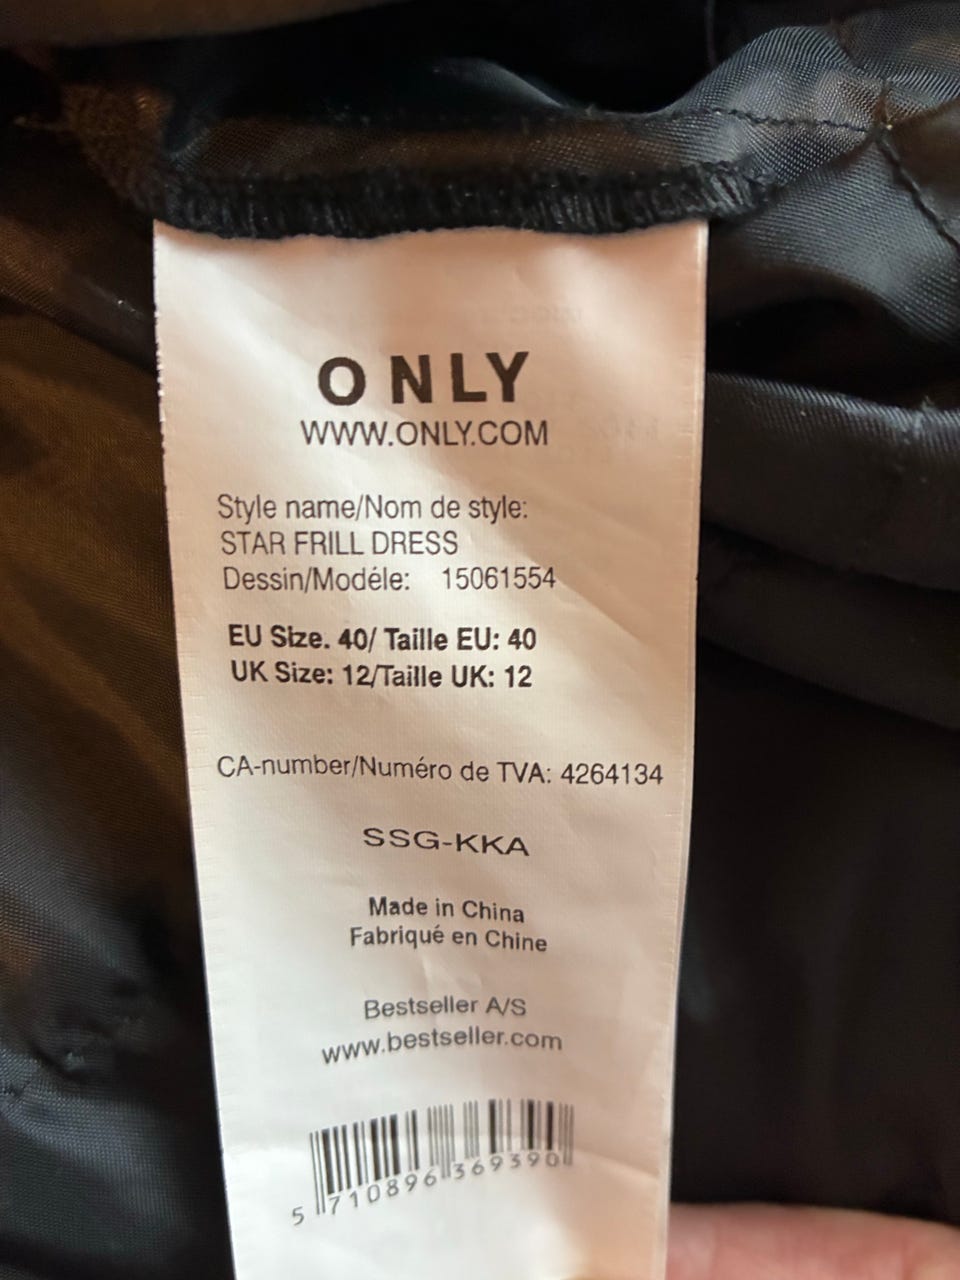 ONLY
WWW.ONLY.COM
Style name/Nom de style:
STAR FRILL DRESS
Dessin/Modéle: 15061554
EU Size. 40/ Taille EU: 40
UK Size: 12/Taille UK: 12
CA-number/Numéro de TVA: 4264134
SSG-KKA
Made in China
Fabriqué en Chine
Bestseller A/S
www.bestseller.com
5 710896 369390